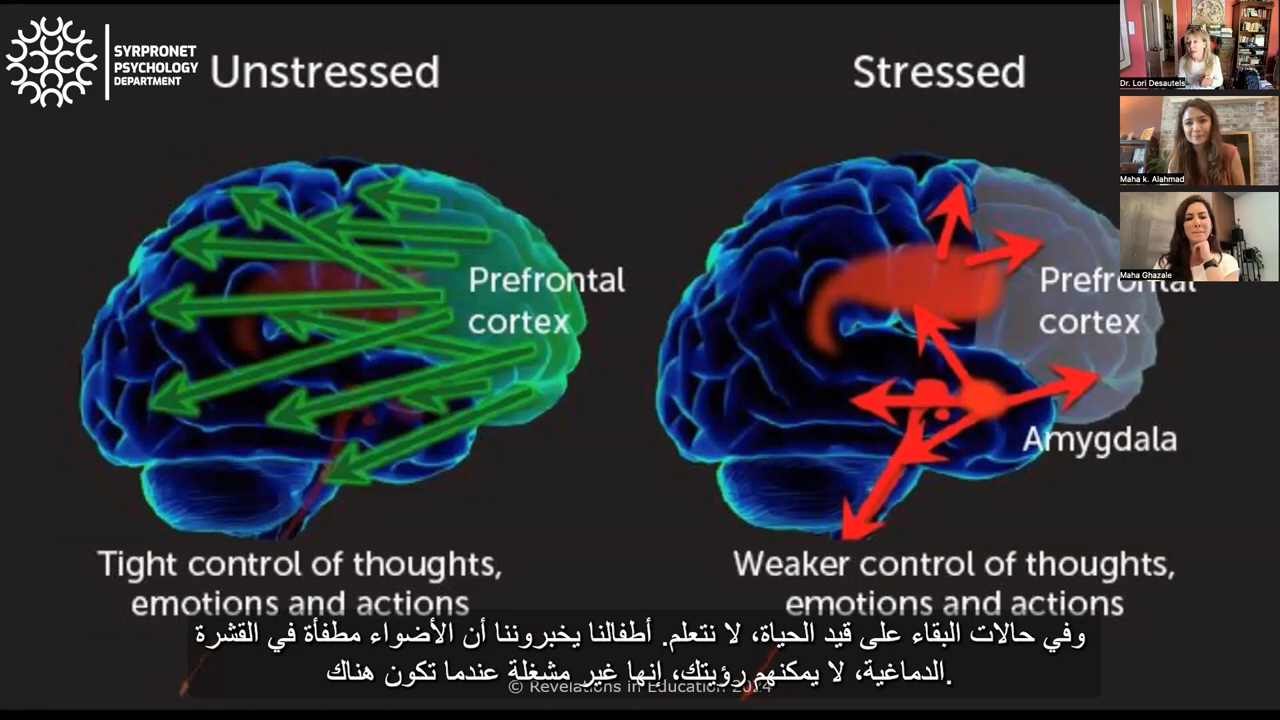 SYRPRONET
PSYCHOLOGY
DEPARTMENT
Unstressed
Stressed
Dr. Lori Desautels
Maha k. Alahmad
Maha Ghazale
Prefrontal
cortex
Prefrontal
cortex
Amygdala
Tight control of thoughts,
emotions and actions
Weaker control of thoughts,
emotions and actions
وفي حالات البقاء على قيد الحياة، لا نتعلم. أطفالنا يخبروننا أن الأضواء مطفأة في القشرة
الدماغية، لا يمكنهم رؤيتك، إنها غير مشغلة عندما تكون هناك.
© Revelations in Education 2014